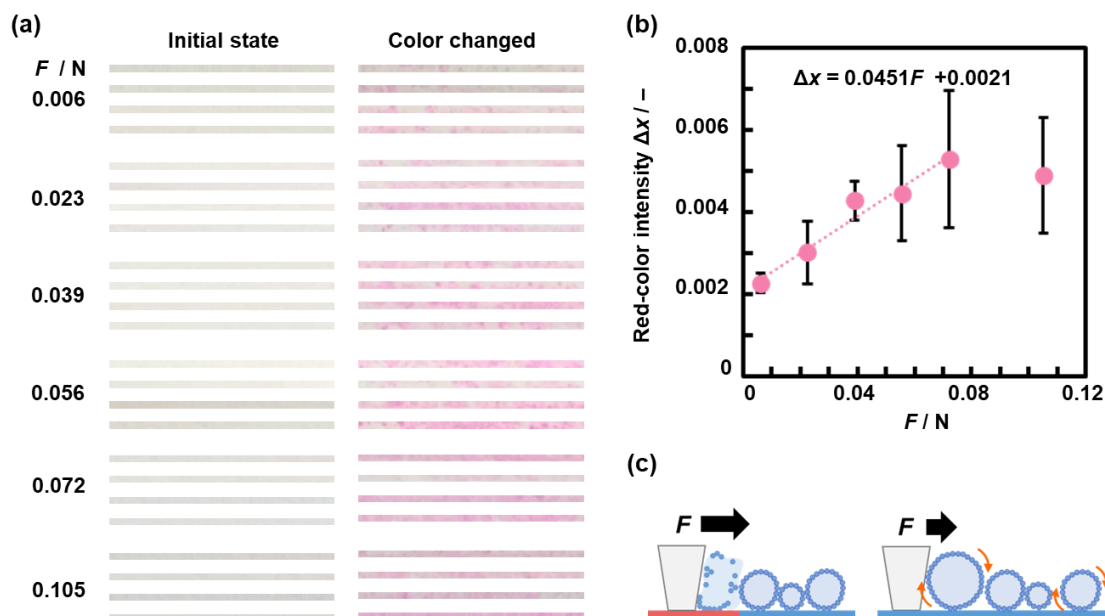 (a)
Initial state
Color changed
F / N
0.006
0.023
0.039
0.056
0.072
0.105
(b)
0.008
0.006
0.004
0.002
0
Red-color intensity Δx / –
Δx = 0.0451F +0.0021
0 0.04 0.08 0.12
F / N
(c)
F
F